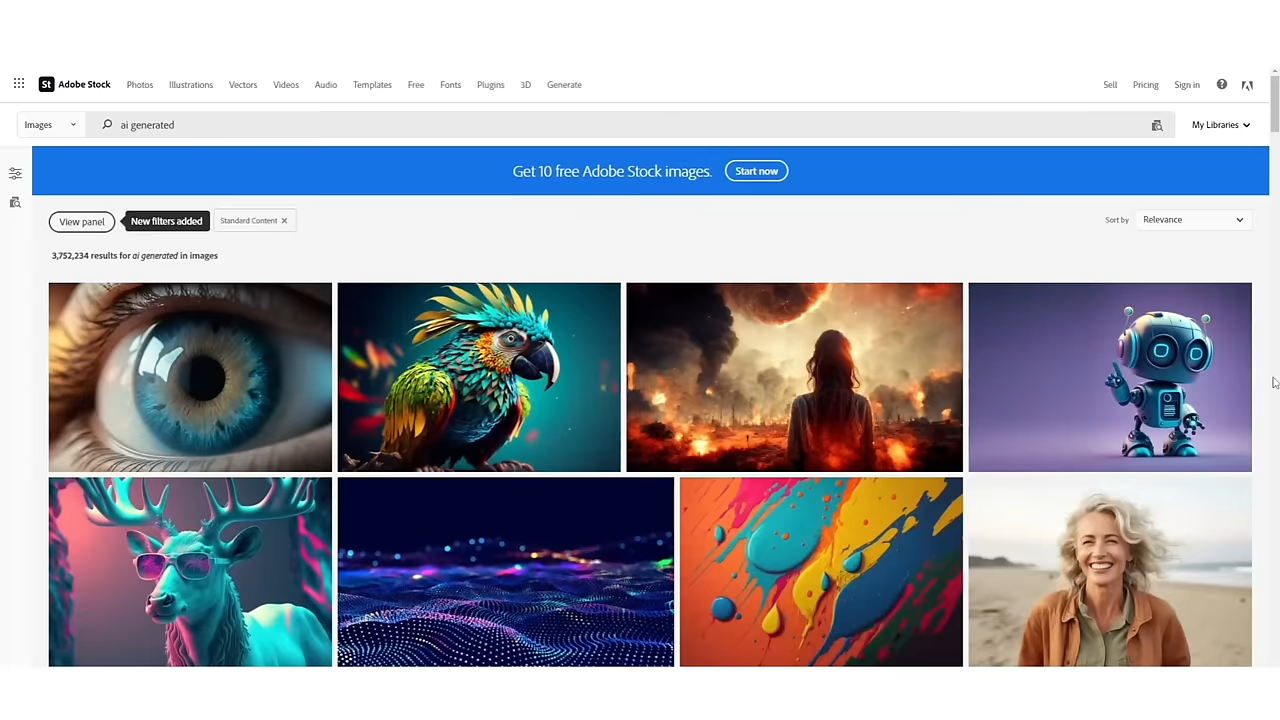 St Adobe Stock Photos Illustrations Vectors Videos Audio Templates Free Fonts Plugins 3D Generate Sell Pricing Sign in ?
Images ai generated My Libraries
Get 10 free Adobe Stock images. Start now
View panel New filters added Standard Content × Sort by Relevance
3,752,234 results for ai generated in images